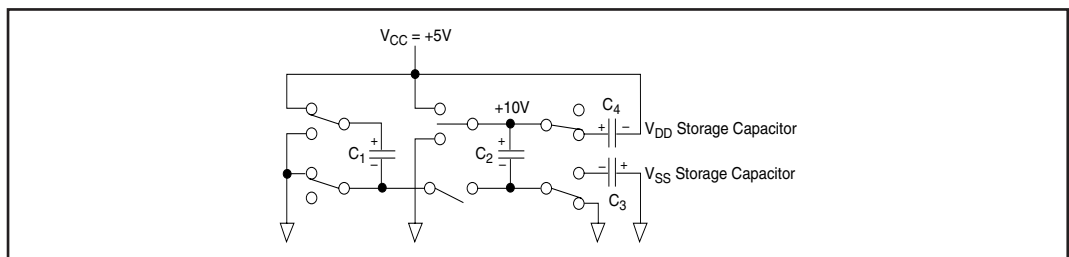 V_CC = +5V
+10V
C_4
+ −
V_DD Storage Capacitor
+
C_1
−
+
C_2
−
− +
V_SS Storage Capacitor
C_3